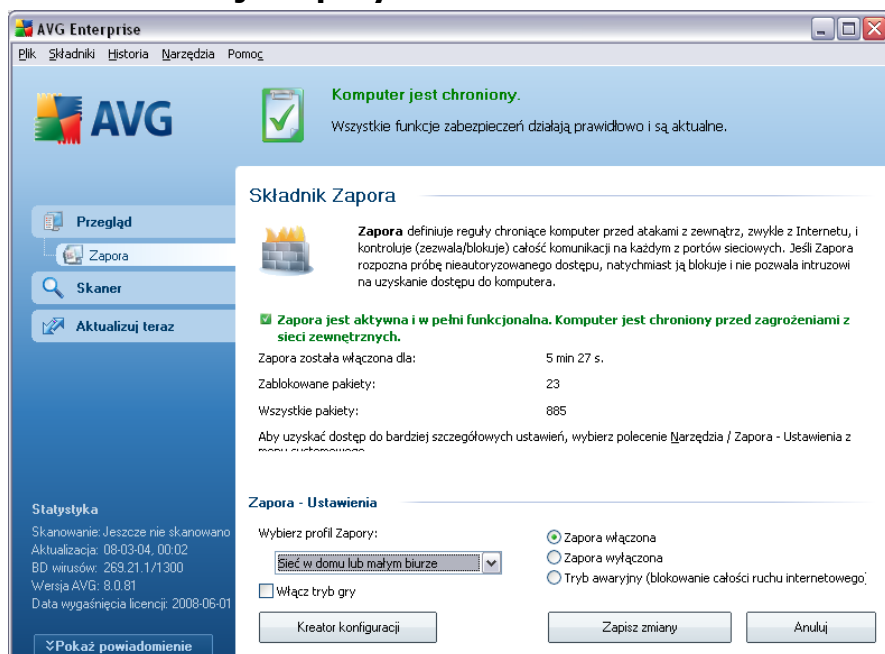 AVG Enterprise
Plik Składniki Historia Narzędzia Pomoc
AVG
Komputer jest chroniony.
Wszystkie funkcje zabezpieczeń działają prawidłowo i są aktualne.
Przegląd
Zapora
Skaner
Aktualizuj teraz
Składnik Zapora
Zapora definiuje reguły chroniące komputer przed atakami z zewnątrz, zwykle z Internetu, i
kontroluje (zezwala/blokuje) całość komunikacji na każdym z portów sieciowych. Jeśli Zapora
rozpozna próbę nieautoryzowanego dostępu, natychmiast ją blokuje i nie pozwala intruzowi
na uzyskanie dostępu do komputera.
Zapora jest aktywna i w pełni funkcjonalna. Komputer jest chroniony przed zagrożeniami z
sieci zewnętrznych.
Zapora została włączona dla: 5 min 27 s.
Zablokowane pakiety: 23
Wszystkie pakiety: 885
Aby uzyskać dostęp do bardziej szczegółowych ustawień, wybierz polecenie Narzędzia / Zapora - Ustawienia z
Zapora - Ustawienia
Wybierz profil Zapory:
Sieć w domu lub małym biurze
Włącz tryb gry
Zapora włączona
Zapora wyłączona
Tryb awaryjny (blokowanie całości ruchu internetowego)
Kreator konfiguracji
Zapisz zmiany
Anuluj
Statystyka
Skanowanie: Jeszcze nie skanowano
Aktualizacja: 08-03-04, 00:02
BD wirusów: 269.21.1/1300
Wersja AVG: 8.0.81
Data wygaśnięcia licencji: 2008-06-01
Pokaż powiadomienie